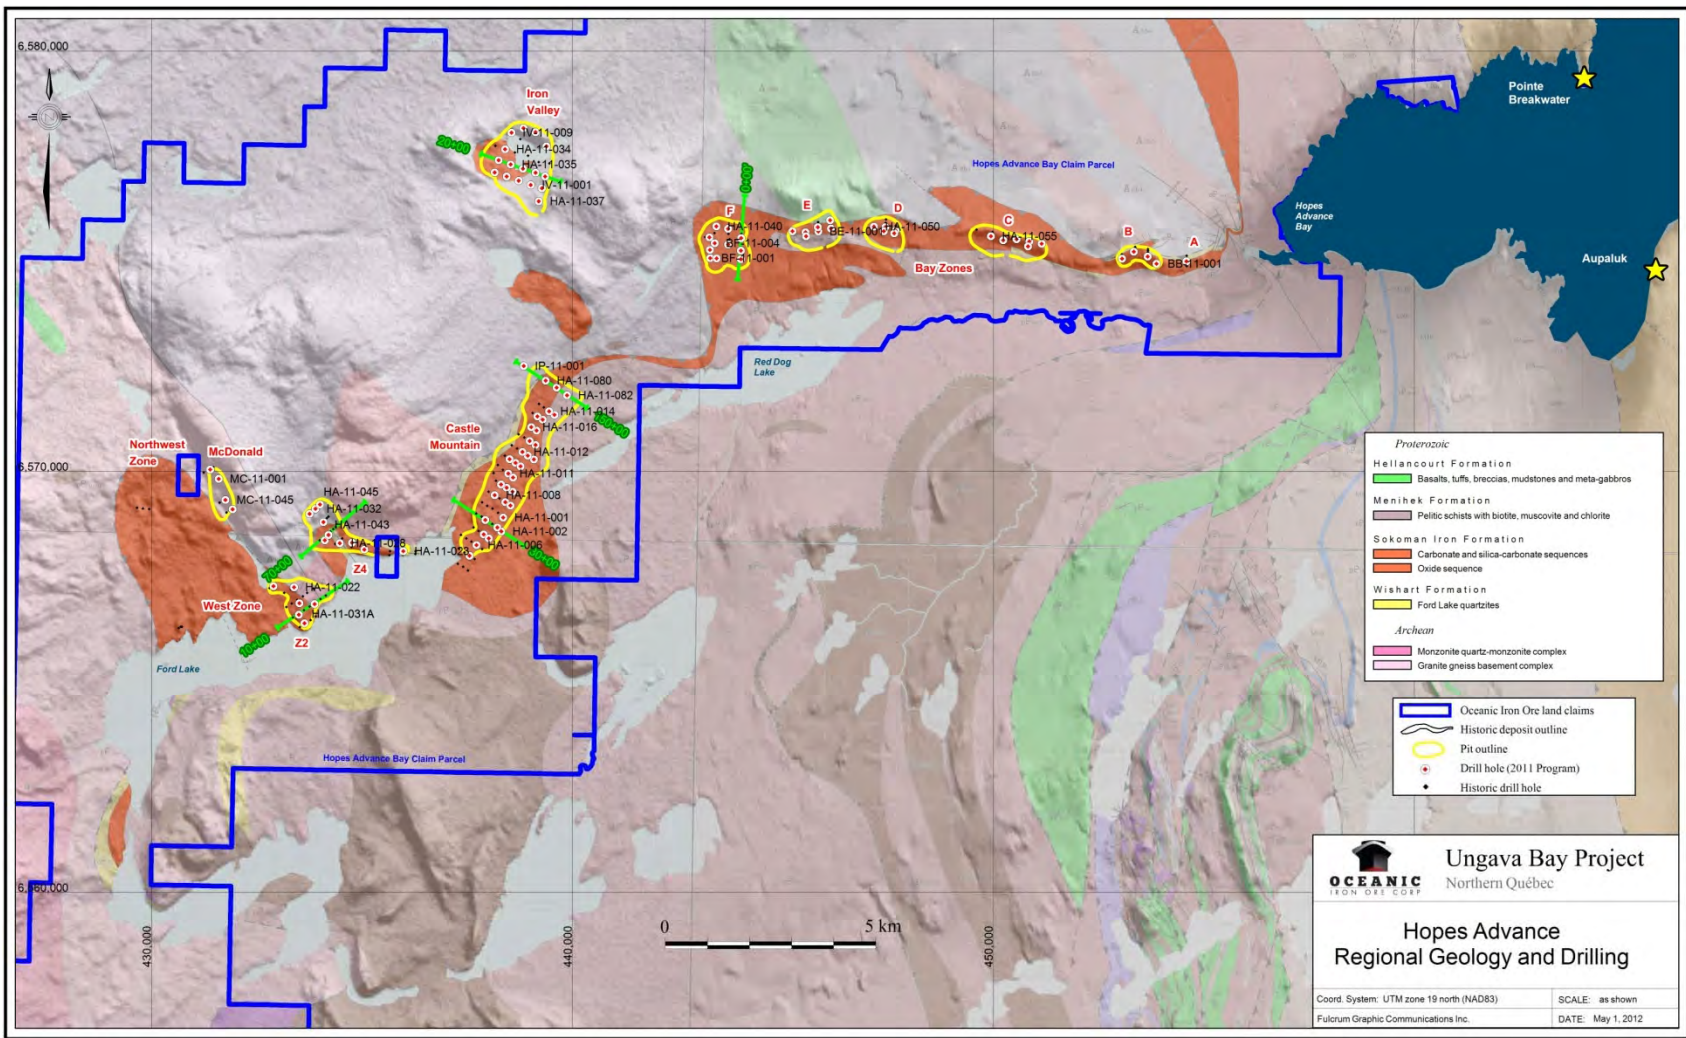 6,580,000
Iron
Valley
IV-11-009
HA-11-034
20+00
HA-11-035
IV-11-001
HA-11-037
Pointe
Breakwater
Hopes Advance Bay Claim Parcel
0+00
Hopes
Advance
Bay
F
HA-11-040
BF-11-004
BF-11-001
E
BE-11-001
D
HA-11-050
C
HA-11-055
B
A
BB-11-001
Bay Zones
Aupaluk
Red Dog
Lake
IP-11-001
HA-11-080
HA-11-082
HA-11-014
150+00
HA-11-016
Castle
Mountain
HA-11-012
HA-11-011
HA-11-008
HA-11-001
HA-11-002
HA-11-006
50+00
Northwest
Zone
McDonald
6,570,000
MC-11-001
MC-11-045
HA-11-045
HA-11-032
HA-11-043
HA-11-028
HA-11-023
70+00
Z4
HA-11-022
West Zone
HA-11-031A
10+00
Z2
Ford Lake
Hopes Advance Bay Claim Parcel
6,560,000
430,000
440,000
450,000
0 5 km
Proterozoic
Hellancourt Formation
Basalts, tuffs, breccias, mudstones and meta-gabbros
Menihek Formation
Pelitic schists with biotite, muscovite and chlorite
Sokoman Iron Formation
Carbonate and silica-carbonate sequences
Oxide sequence
Wishart Formation
Ford Lake quartzites
Archean
Monzonite quartz-monzonite complex
Granite gneiss basement complex
Oceanic Iron Ore land claims
Historic deposit outline
Pit outline
Drill hole (2011 Program)
Historic drill hole
OCEANIC
IRON ORE CORP
Ungava Bay Project
Northern Québec
Hopes Advance
Regional Geology and Drilling
Coord. System: UTM zone 19 north (NAD83)
SCALE: as shown
Fulcrum Graphic Communications Inc.
DATE: May 1, 2012